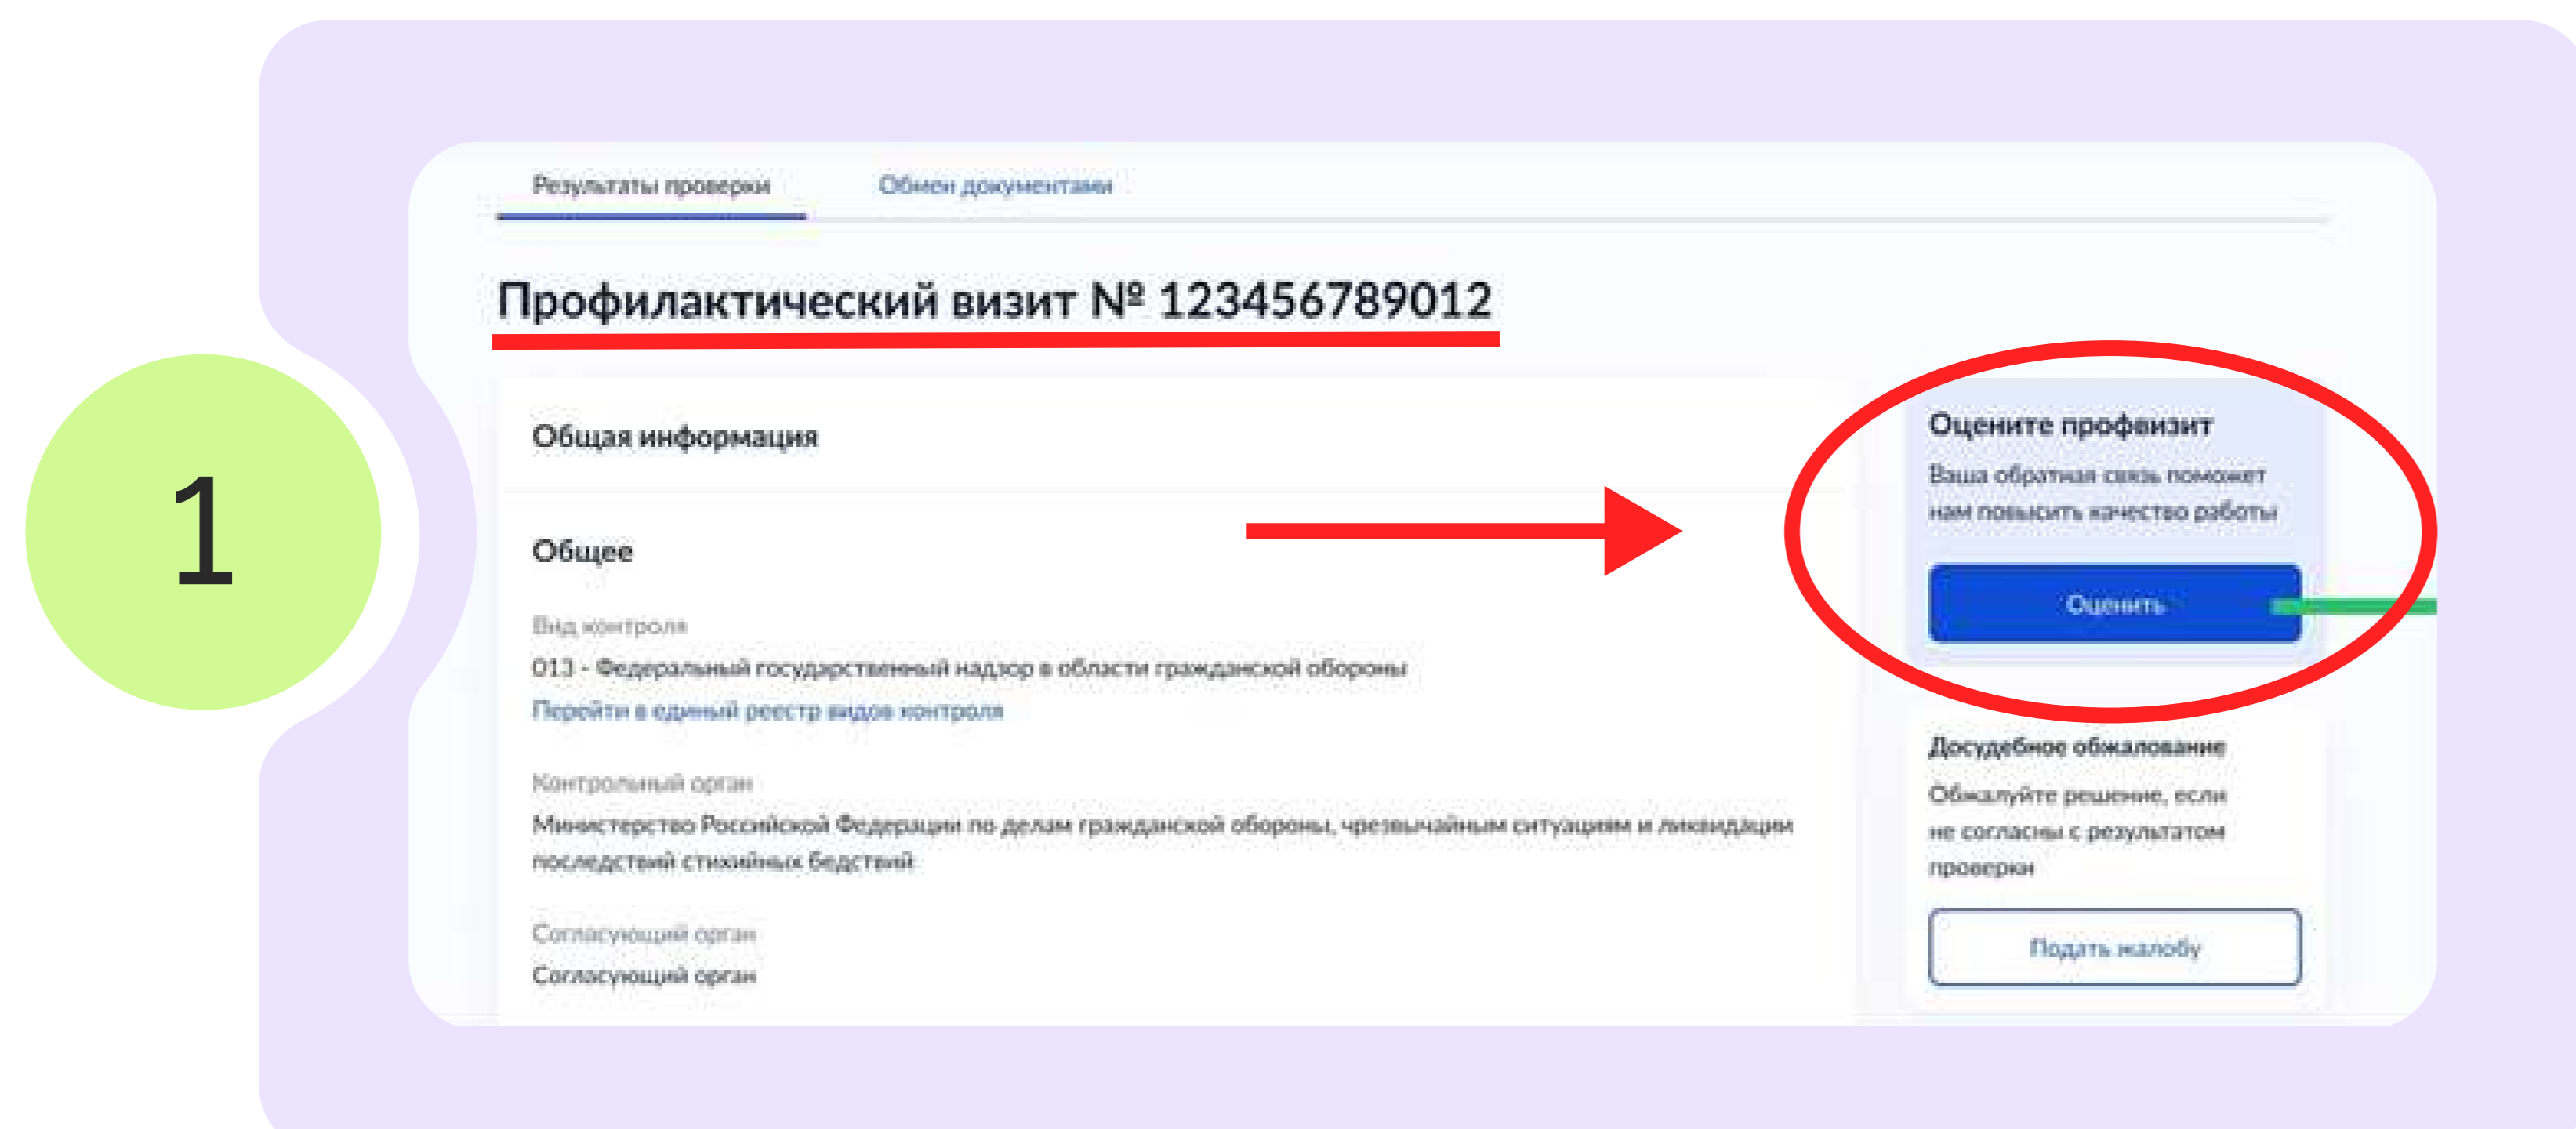 1
Результаты проверки
Обмен документами
Профилактический визит № 123456789012
Общая информация
Общее
Вид контроля
013 - Федеральный государственный надзор в области гражданской обороны
Перейти в единый реестр видов контроля
Контрольный орган
Министерство Российской Федерации по делам гражданской обороны, чрезвычайным ситуациям и ликвидации
последствий стихийных бедствий
Согласующий орган
Согласующий орган
Оцените профвизит
Ваша обратная связь поможет
нам повысить качество работы
Оценить
Досудебное обжалование
Обжалуйте решение, если
не согласны с результатом
проверки
Подать жалобу